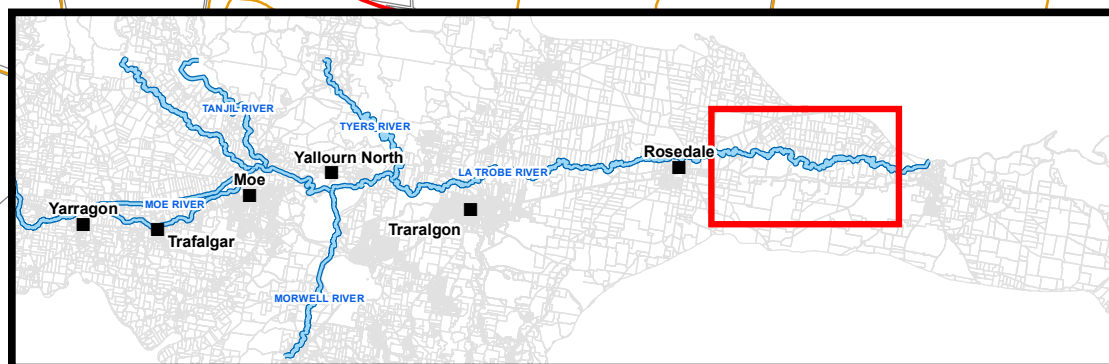 TANJIL RIVER
TYERS RIVER
Rosedale
Yallourn North
LA TROBE RIVER
Moe
MOE RIVER
Yarragon
Trafalgar
Traralgon
MORWELL RIVER